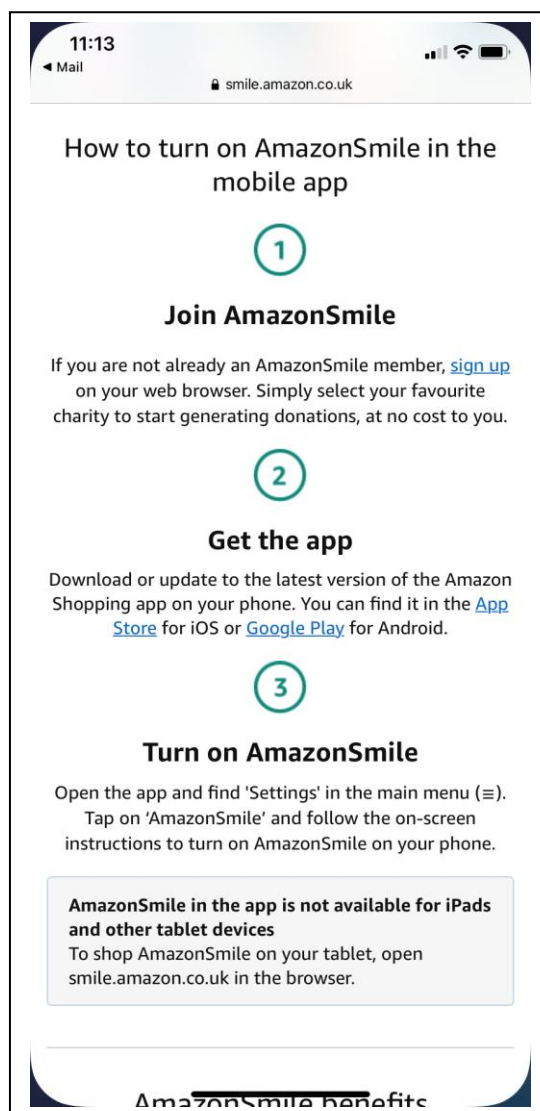 11:13
◀ Mail
smile.amazon.co.uk
How to turn on AmazonSmile in the
mobile app
1
Join AmazonSmile
If you are not already an AmazonSmile member, sign up
on your web browser. Simply select your favourite
charity to start generating donations, at no cost to you.
2
Get the app
Download or update to the latest version of the Amazon
Shopping app on your phone. You can find it in the App
Store for iOS or Google Play for Android.
3
Turn on AmazonSmile
Open the app and find 'Settings' in the main menu (≡).
Tap on ‘AmazonSmile’ and follow the on-screen
instructions to turn on AmazonSmile on your phone.
AmazonSmile in the app is not available for iPads
and other tablet devices
To shop AmazonSmile on your tablet, open
smile.amazon.co.uk in the browser.
AmazonSmile benefits